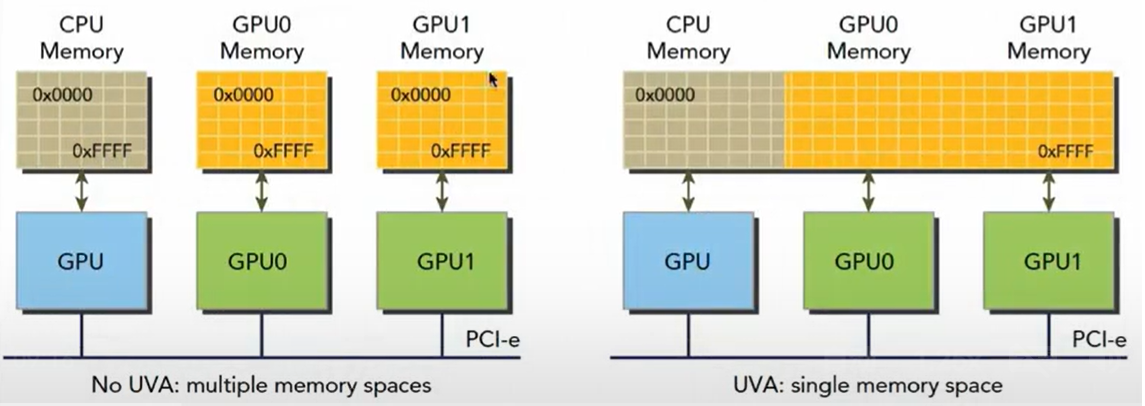 CPU
Memory
GPU0
Memory
GPU1
Memory
0x0000
0xFFFF
0x0000
0xFFFF
0x0000
0xFFFF
GPU
GPU0
GPU1
PCI-e
No UVA: multiple memory spaces
CPU
Memory
GPU0
Memory
GPU1
Memory
0x0000
0xFFFF
GPU
GPU0
GPU1
PCI-e
UVA: single memory space